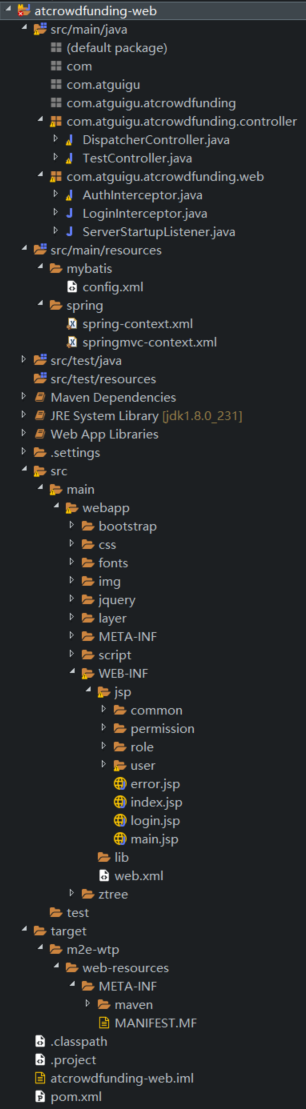 atcrowdfunding-web
src/main/java
(default package)
com
com.atguigu
com.atguigu.atcrowdfunding
com.atguigu.atcrowdfunding.controller
DispatcherController.java
TestController.java
com.atguigu.atcrowdfunding.web
AuthInterceptor.java
LoginInterceptor.java
ServerStartupListener.java
src/main/resources
mybatis
config.xml
spring
spring-context.xml
springmvc-context.xml
src/test/java
src/test/resources
Maven Dependencies
JRE System Library [jdk1.8.0_231]
Web App Libraries
.settings
src
main
webapp
bootstrap
css
fonts
img
jquery
layer
META-INF
script
WEB-INF
jsp
common
permission
role
user
error.jsp
index.jsp
login.jsp
main.jsp
lib
web.xml
ztree
test
target
m2e-wtp
web-resources
META-INF
maven
MANIFEST.MF
.classpath
.project
atcrowdfunding-web.iml
pom.xml